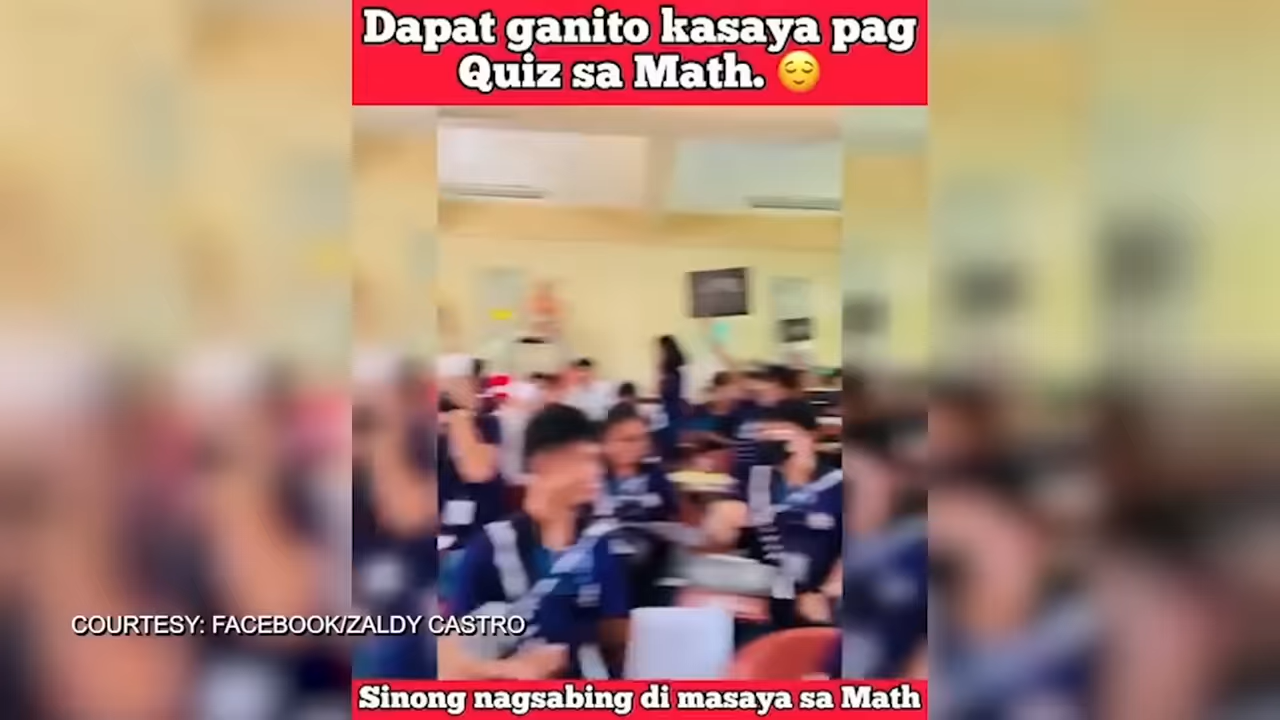 Dapat ganito kasaya pag
Quiz sa Math. 😌
COURTESY: FACEBOOK/ZALDY CASTRO
Sinong nagsabing di masaya sa Math